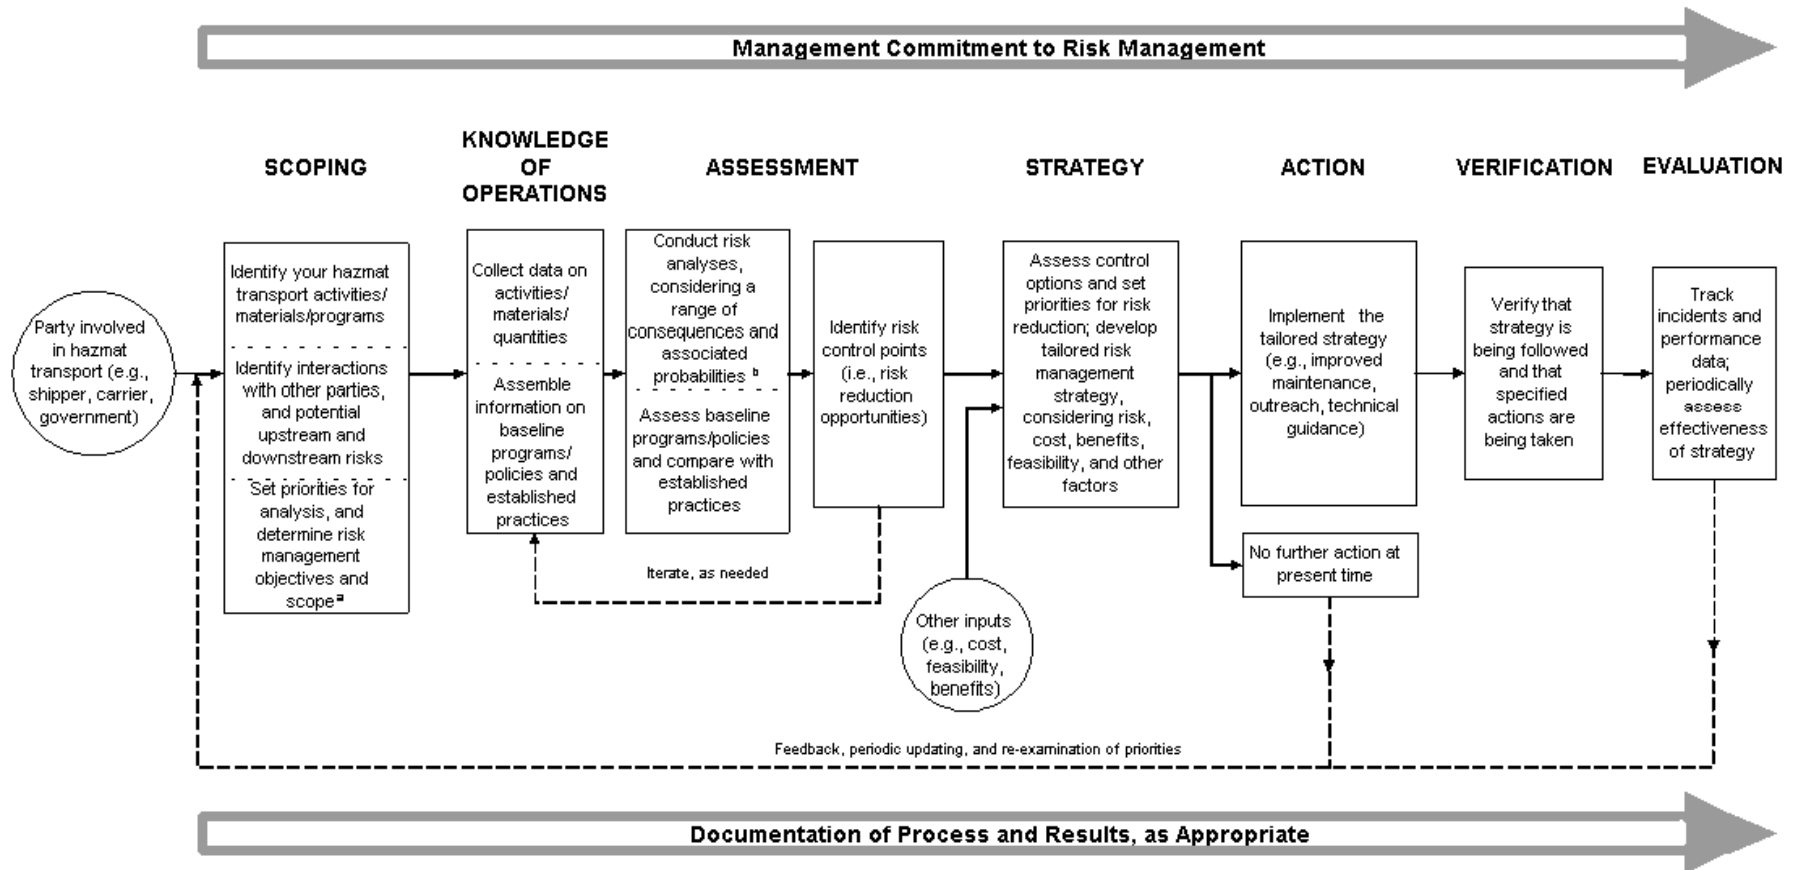 Management Commitment to Risk Management
SCOPING
KNOWLEDGE
OF
OPERATIONS
ASSESSMENT
STRATEGY
ACTION
VERIFICATION
EVALUATION
Party involved
in hazmat
transport (e.g.,
shipper, carrier,
government)
Identify your hazmat
transport activities/
materials/programs
Identify interactions
with other parties,
and potential
upstream and
downstream risks
Set priorities for
analysis, and
determine risk
management
objectives and
scope a
Collect data on
activities/
materials/
quantities
Assemble
information on
baseline
programs/
policies and
established
practices
Conduct risk
analyses,
considering a
range of
consequences and
associated
probabilities b
Assess baseline
programs/policies
and compare with
established
practices
Identify risk
control points
(i.e., risk
reduction
opportunities)
Iterate, as needed
Assess control
options and set
priorities for risk
reduction; develop
tailored risk
management
strategy,
considering risk,
cost, benefits,
feasibility, and other
factors
Other inputs
(e.g., cost,
feasibility,
benefits)
Implement the
tailored strategy
(e.g., improved
maintenance,
outreach, technical
guidance)
No further action at
present time
Verify that
strategy is
being followed
and that
specified
actions are
being taken
Track
incidents and
performance
data;
periodically
assess
effectiveness
of strategy
Feedback, periodic updating, and re-examination of priorities
Documentation of Process and Results, as Appropriate